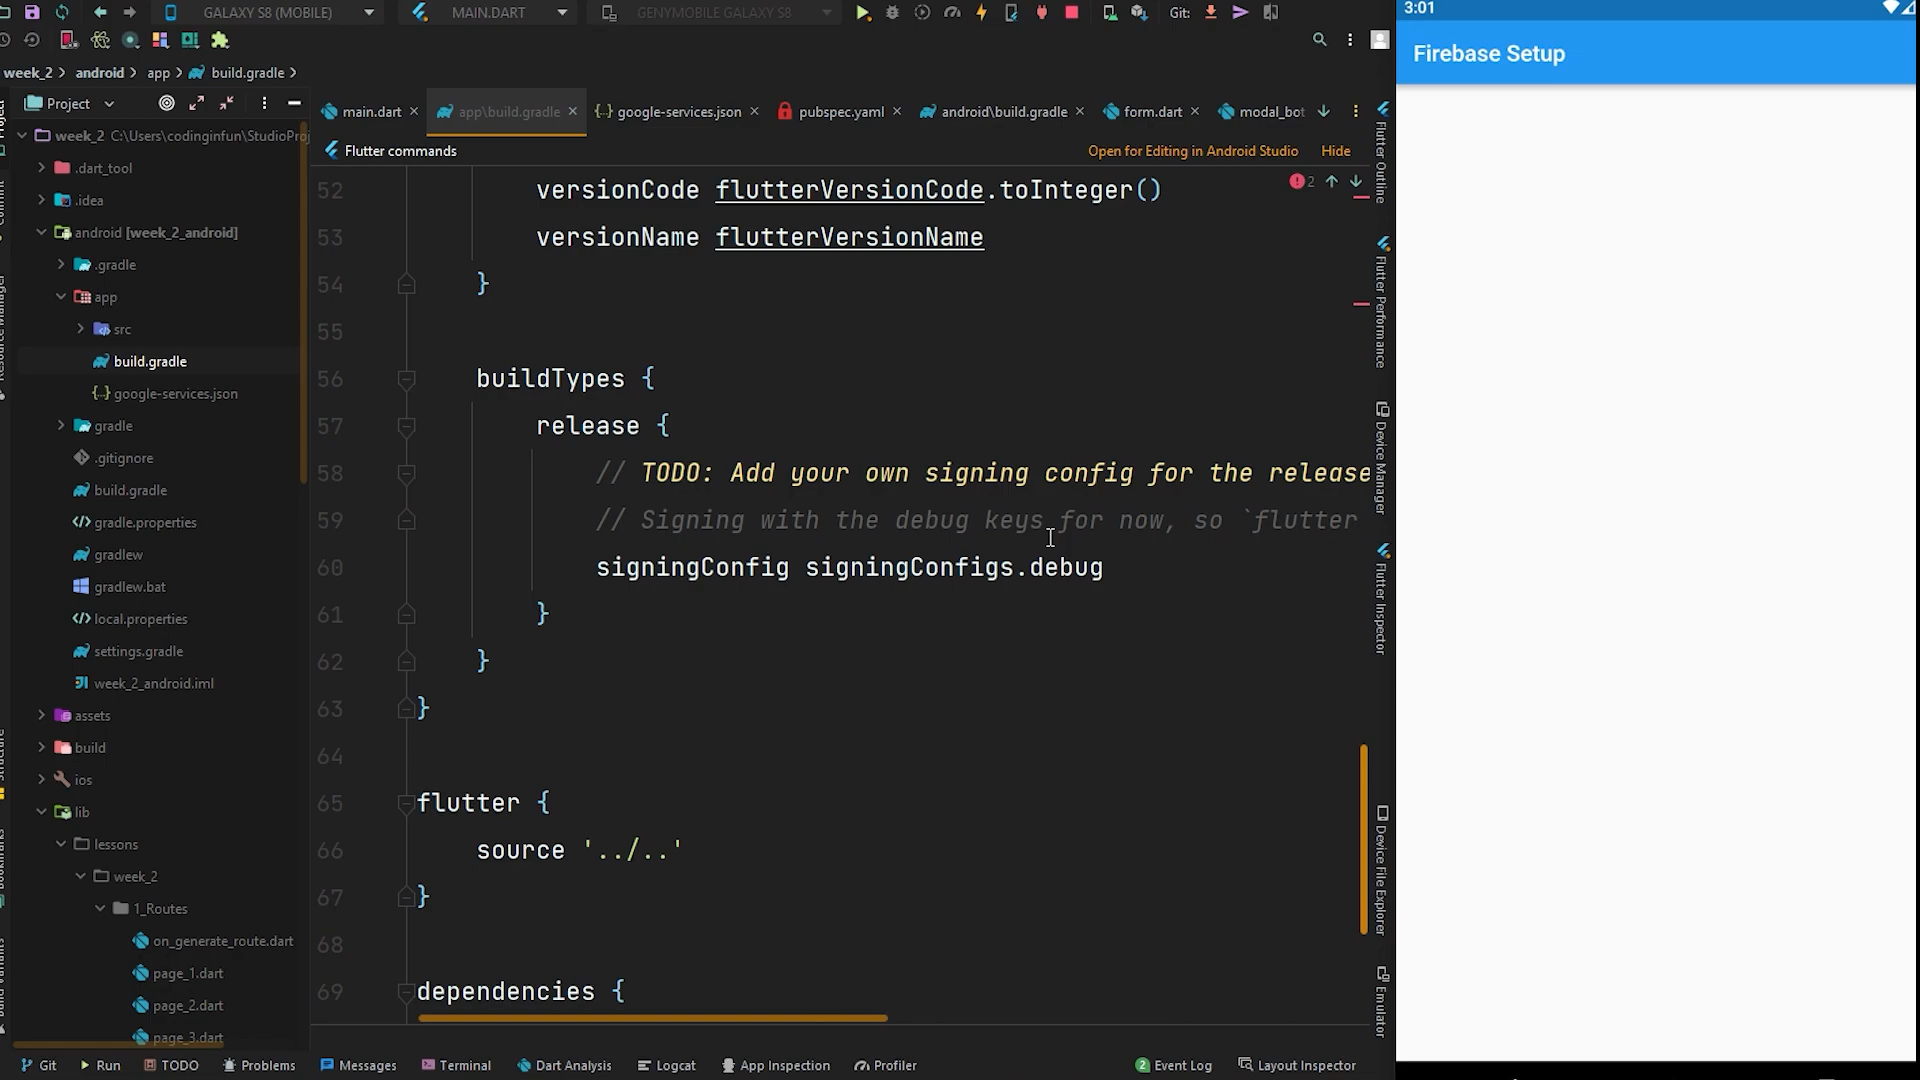 GALAXY S8 (MOBILE)
MAIN.DART
GENYMOBILE GALAXY S8
Git:
3:01
Firebase Setup
week_2
android
app
build.gradle
Project
main.dart
app\build.gradle
google-services.json
pubspec.yaml
android\build.gradle
form.dart
modal_bot
Flutter commands
Open for Editing in Android Studio
Hide
week_2 C:\Users\codinginfun\StudioProj
.dart_tool
.idea
android [week_2_android]
.gradle
app
src
build.gradle
google-services.json
gradle
.gitignore
build.gradle
gradle.properties
gradlew
gradlew.bat
local.properties
settings.gradle
week_2_android.iml
assets
build
ios
lib
lessons
week_2
1_Routes
on_generate_route.dart
page_1.dart
page_2.dart
page_3.dart
2
52 versionCode flutterVersionCode.toInteger()
53 versionName flutterVersionName
54 }
55
56 buildTypes {
57 release {
58 // TODO: Add your own signing config for the release
59 // Signing with the debug keys for now, so `flutter
60 signingConfig signingConfigs.debug
61 }
62 }
63 }
64
65 flutter {
66 source '../..'
67 }
68
69 dependencies {
Flutter Outline
Flutter Performance
Device Manager
Flutter Inspector
Device File Explorer
Emulator
Git
Run
TODO
Problems
Messages
Terminal
Dart Analysis
Logcat
App Inspection
Profiler
2 Event Log
Layout Inspector